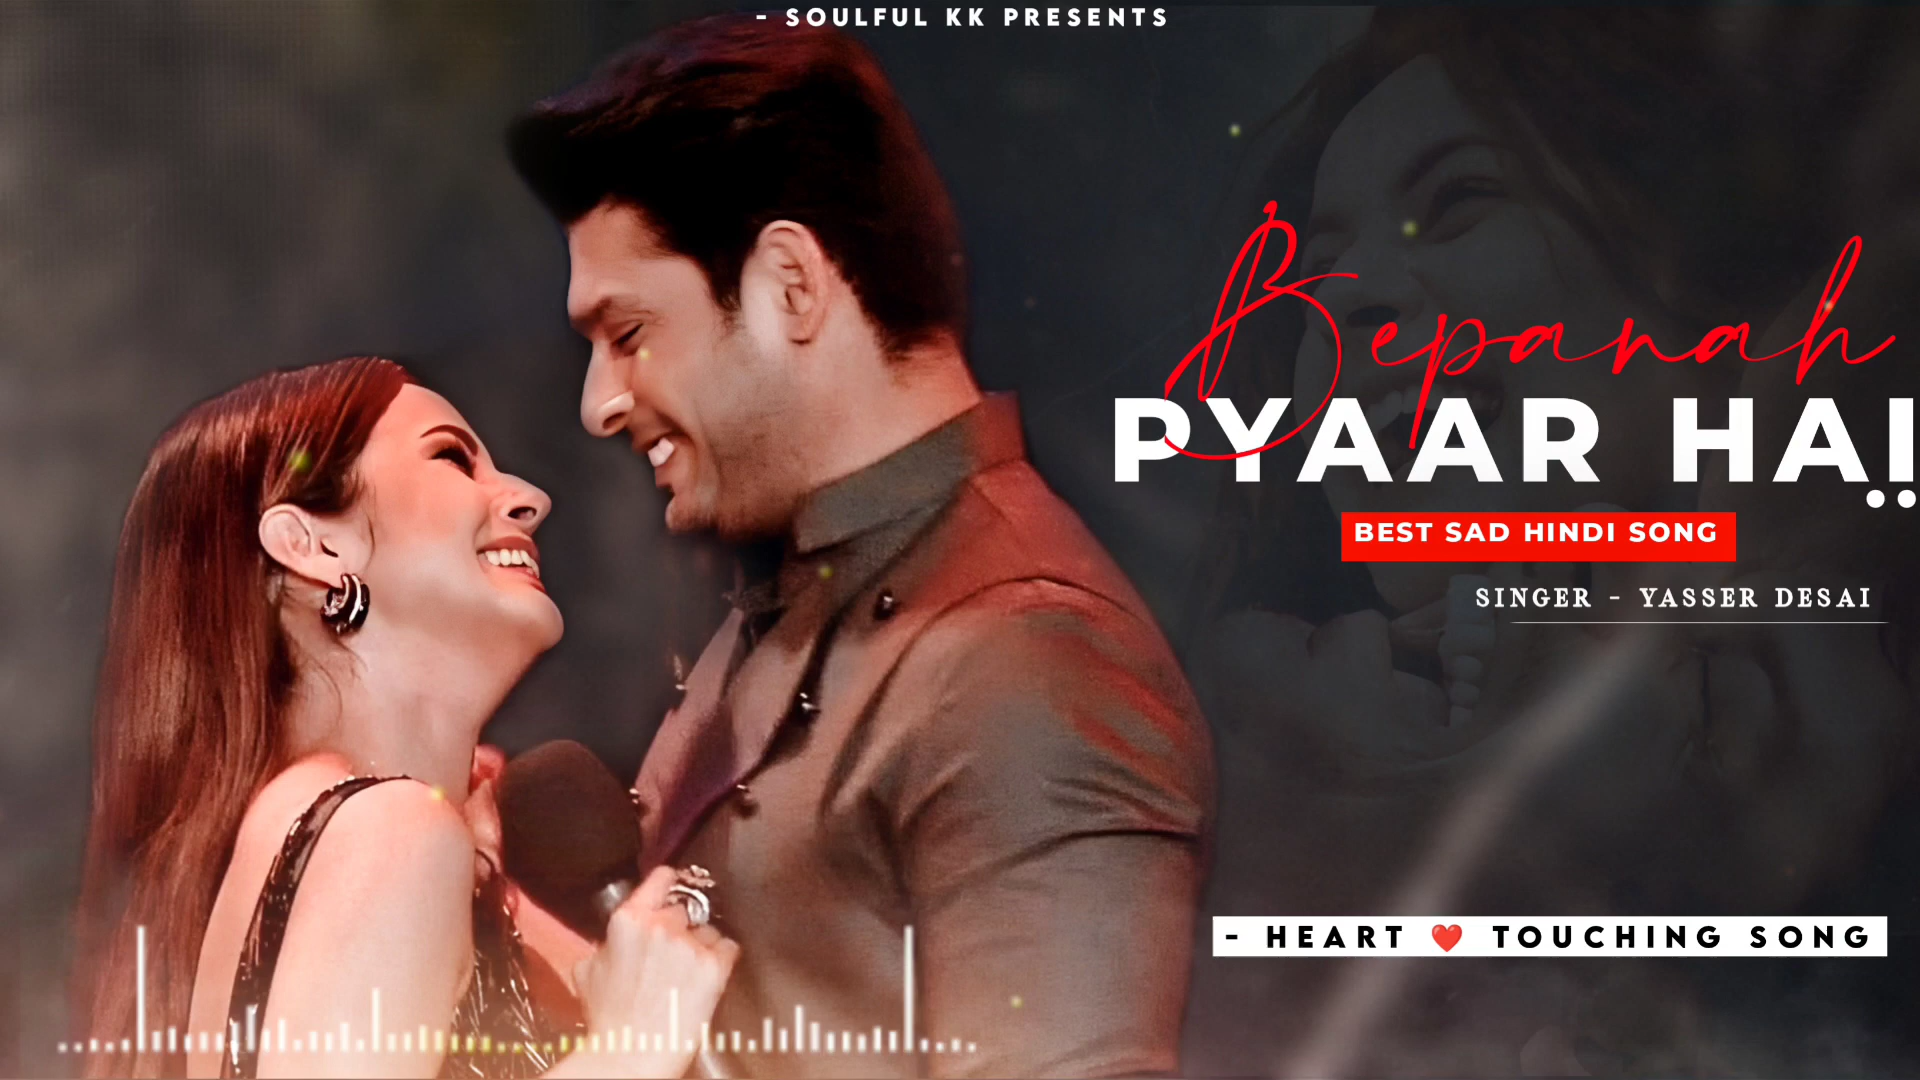 - SOULFUL KK PRESENTS
Bepanah
PYAAR HAI..
BEST SAD HINDI SONG
SINGER - YASSER DESAI
- HEART ❤️ TOUCHING SONG